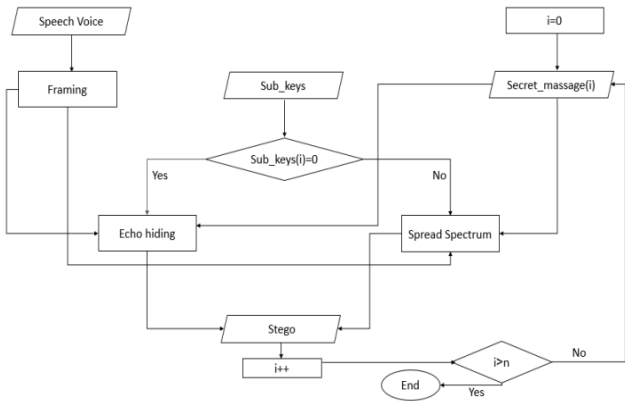 Speech Voice
i=0
Framing
Sub_keys
Secret_massage(i)
Sub_keys(i)=0
Yes
No
Echo hiding
Spread Spectrum
Stego
i++
i>n
No
End
Yes